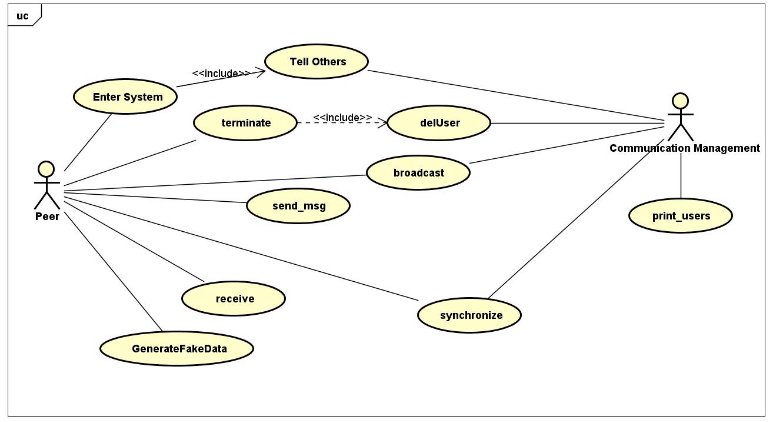 uc
Tell Others
<<include>>
Enter System
terminate
<<include>>
delUser
Communication Management
broadcast
Peer
send_msg
print_users
receive
synchronize
GenerateFakeData